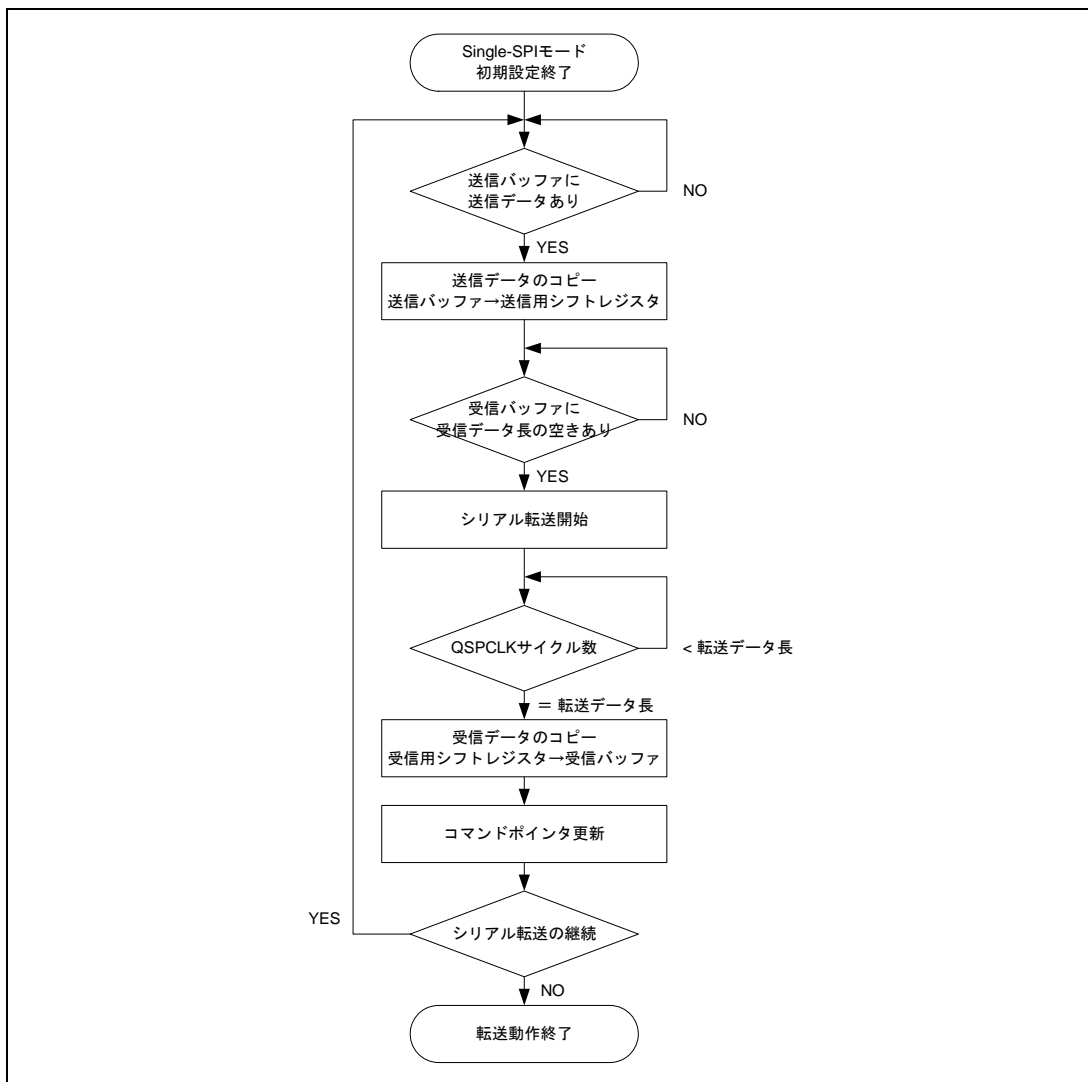 Single-SPIモード
初期設定終了
送信バッファに
送信データあり
NO
YES
送信データのコピー
送信バッファ→送信用シフトレジスタ
受信バッファに
受信データ長の空きあり
NO
YES
シリアル転送開始
QSPCLKサイクル数
< 転送データ長
＝ 転送データ長
受信データのコピー
受信用シフトレジスタ→受信バッファ
コマンドポインタ更新
YES
シリアル転送の継続
NO
転送動作終了